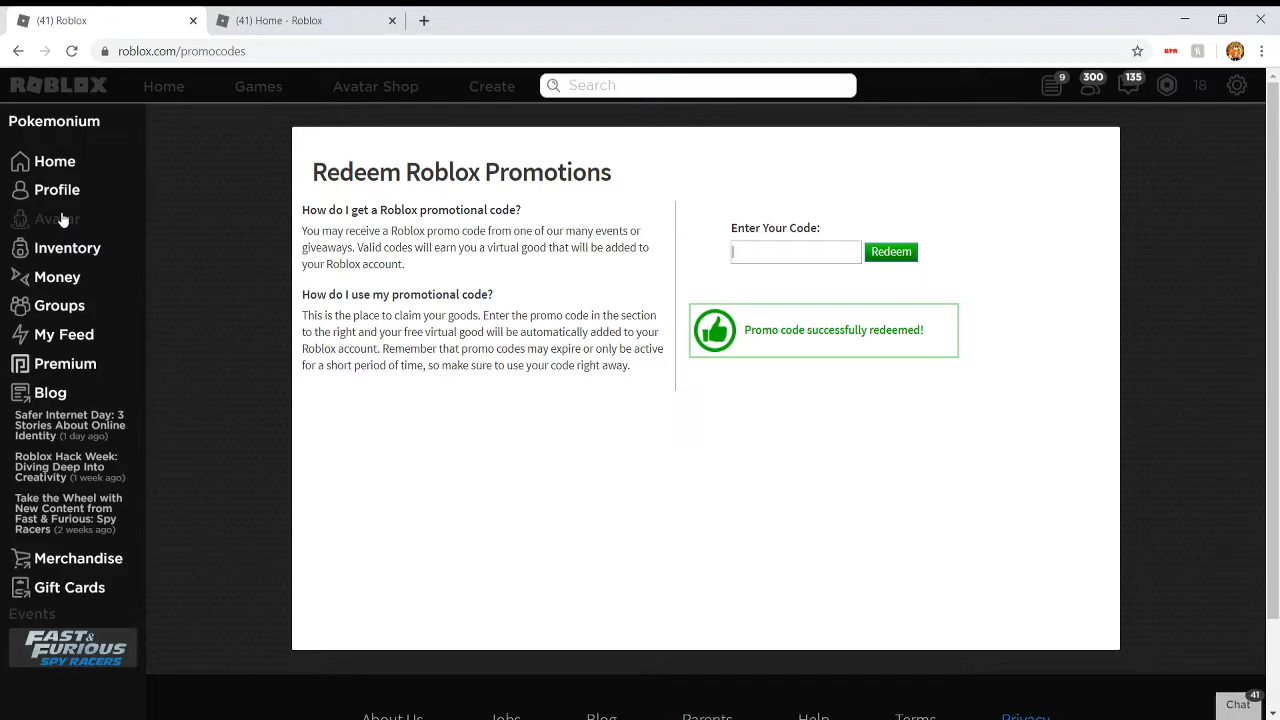 (41) Roblox
(41) Home - Roblox
roblox.com/promocodes
BPR
ROBLOX
Home
Games
Avatar Shop
Create
Search
9
300
135
18
Pokemonium
Home
Profile
Avatar
Inventory
Money
Groups
My Feed
Premium
Blog
Safer Internet Day: 3
Stories About Online
Identity (1 day ago)
Roblox Hack Week:
Diving Deep Into
Creativity (1 week ago)
Take the Wheel with
New Content from
Fast & Furious: Spy
Racers (2 weeks ago)
Merchandise
Gift Cards
Events
FAST &
FURIOUS
SPY RACERS
Redeem Roblox Promotions
How do I get a Roblox promotional code?
You may receive a Roblox promo code from one of our many events or
giveaways. Valid codes will earn you a virtual good that will be added to
your Roblox account.
How do I use my promotional code?
This is the place to claim your goods. Enter the promo code in the section
to the right and your free virtual good will be automatically added to your
Roblox account. Remember that promo codes may expire or only be active
for a short period of time, so make sure to use your code right away.
Enter Your Code:
Redeem
Promo code successfully redeemed!
About Us
Jobs
Blog
Parents
Help
Terms
Privacy
Chat
41